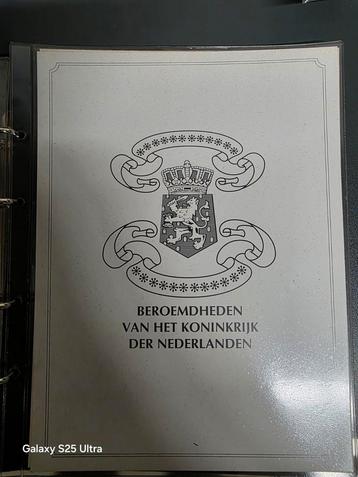 BEROEMDHEDEN
VAN HET KONINKRIJK
DER NEDERLANDEN
Galaxy S25 Ultra